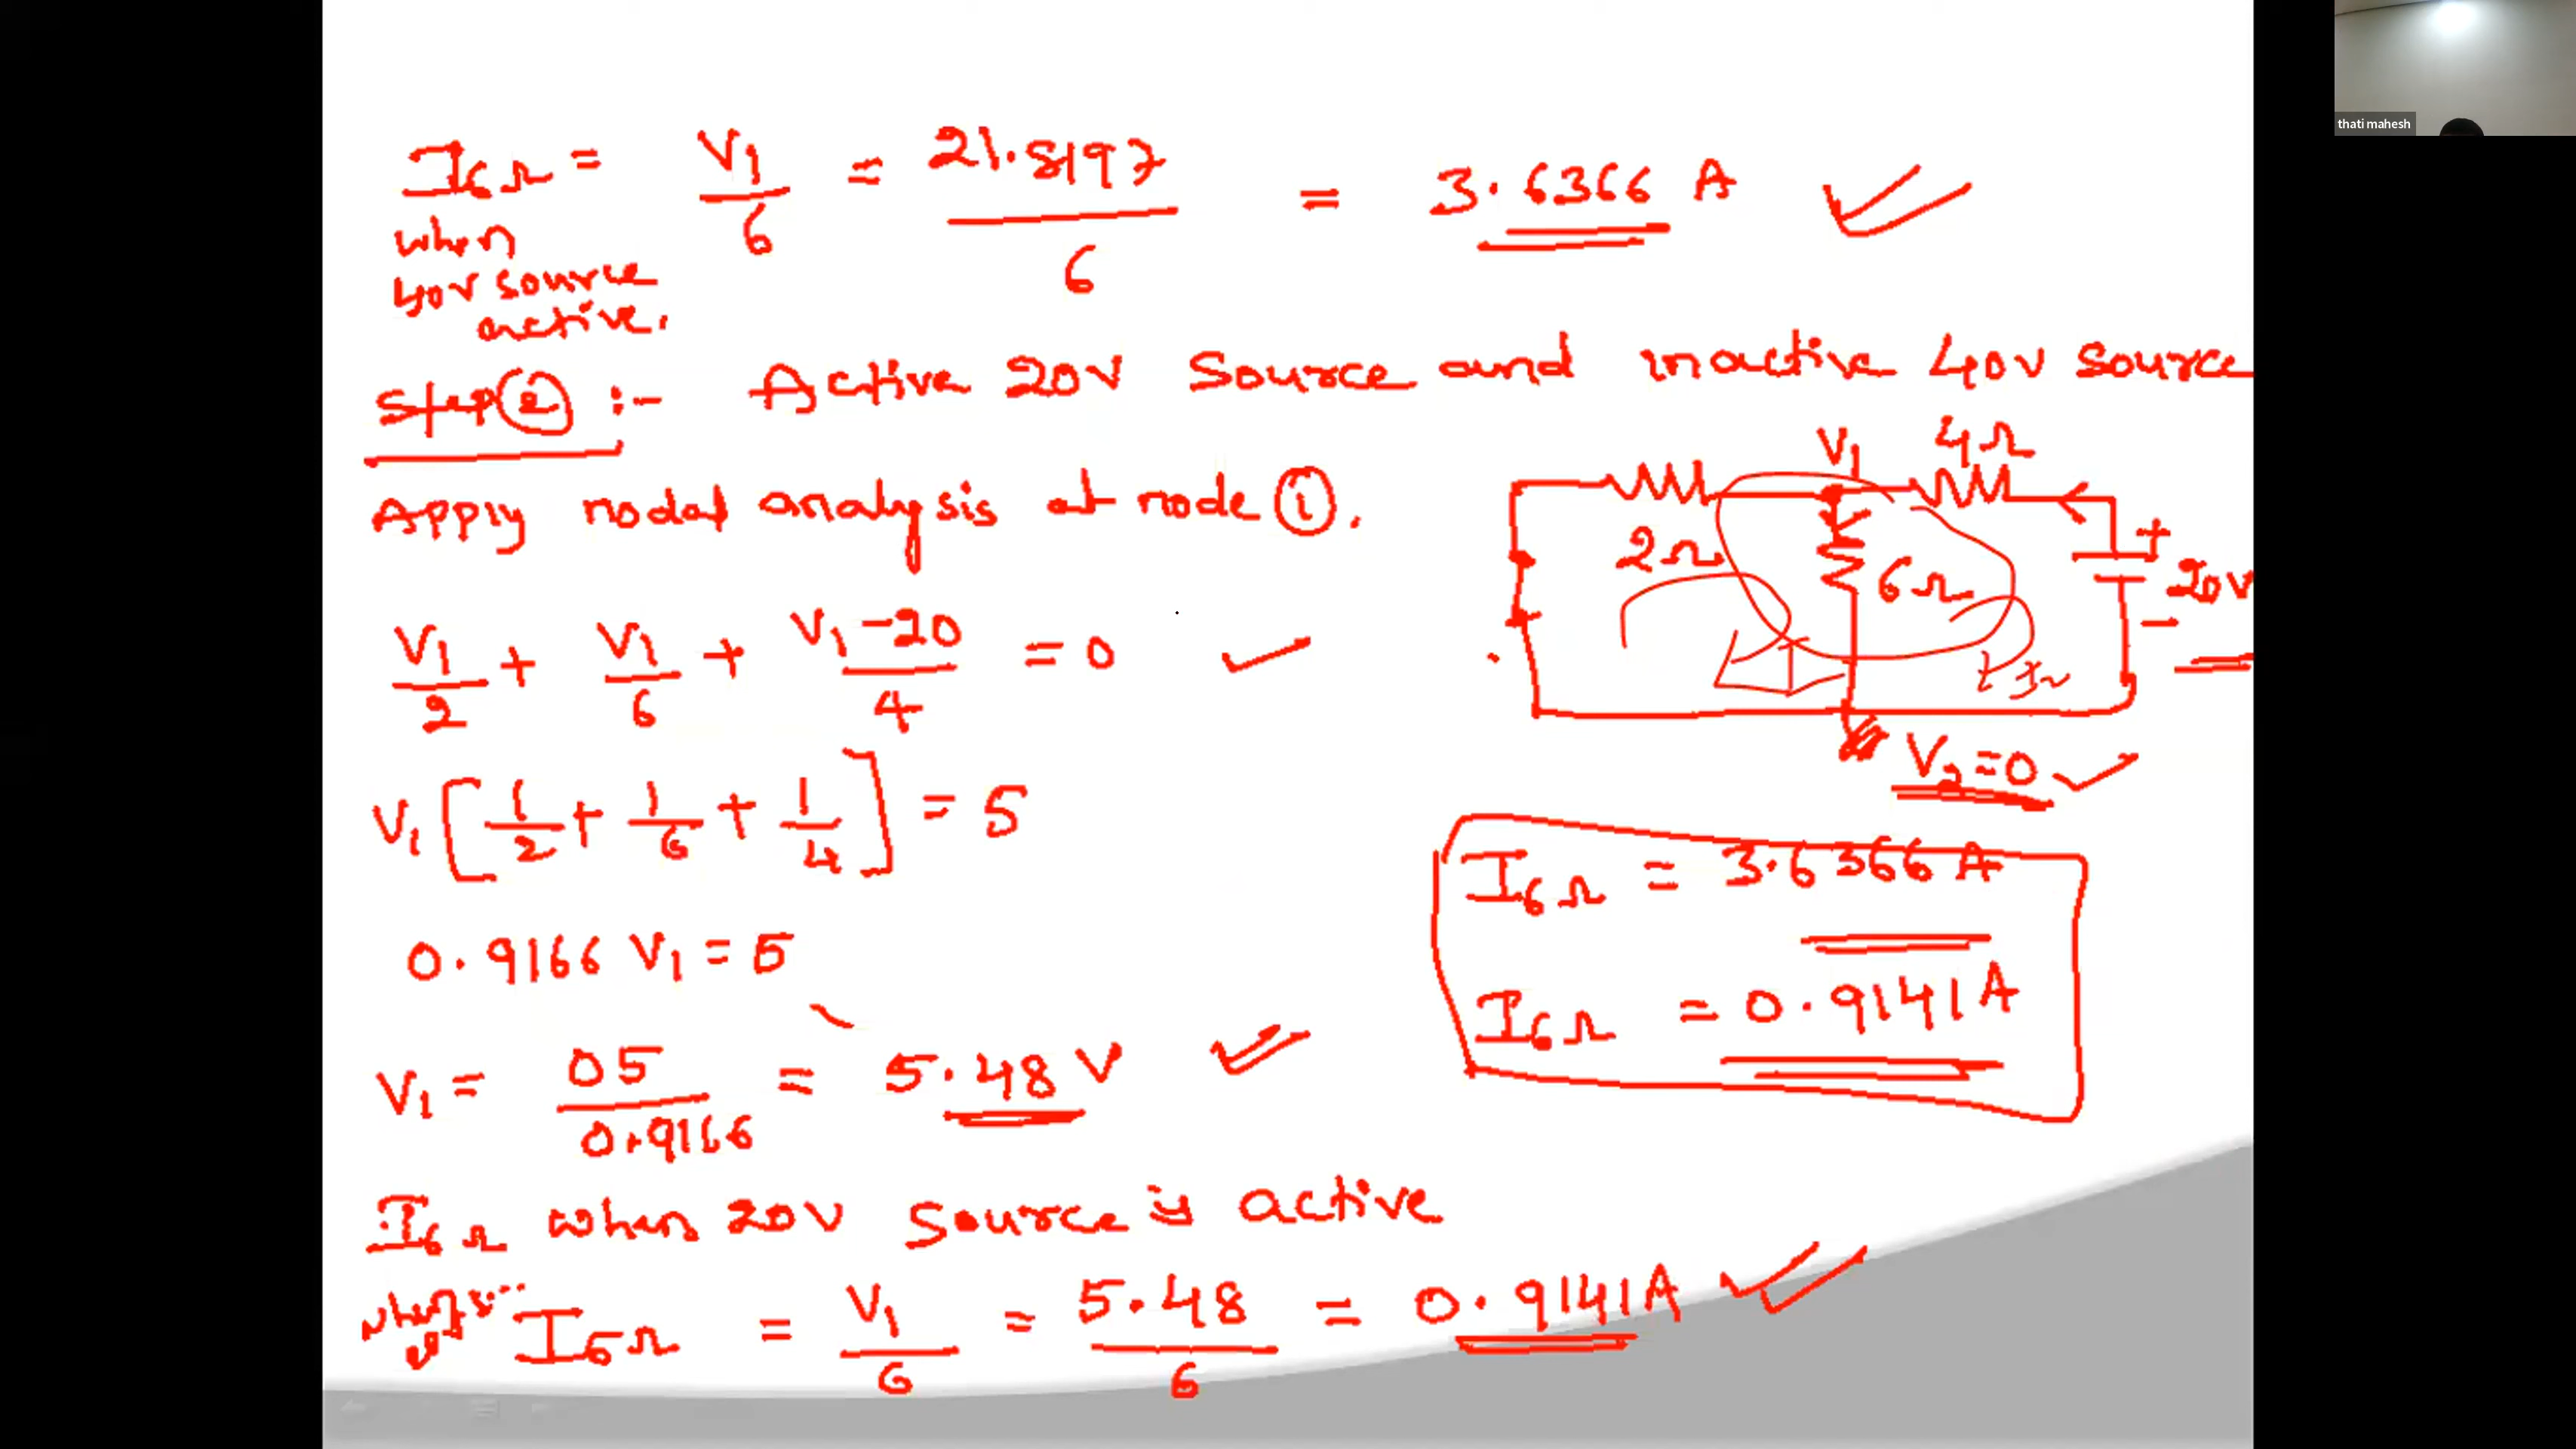 thati mahesh
I6Ω = V1/6 = 21.8197/6 = 3.6366 A
when
40V source
active.
Step ② :- Active 20V Source and inactive 40V source
Apply nodal analysis at node ①.
V1 4Ω
2Ω 6Ω + 20V −
V1/2 + V1/6 + V1-20/4 = 0
V2=0
V1 [1/2 + 1/6 + 1/4] = 5
I6Ω = 3.6366 A
0.9166 V1 = 5
I6Ω = 0.9141A
V1 = 05/0.9166 = 5.48 V
I6Ω when 20V source is active
I6Ω = V1/6 = 5.48/6 = 0.9141A